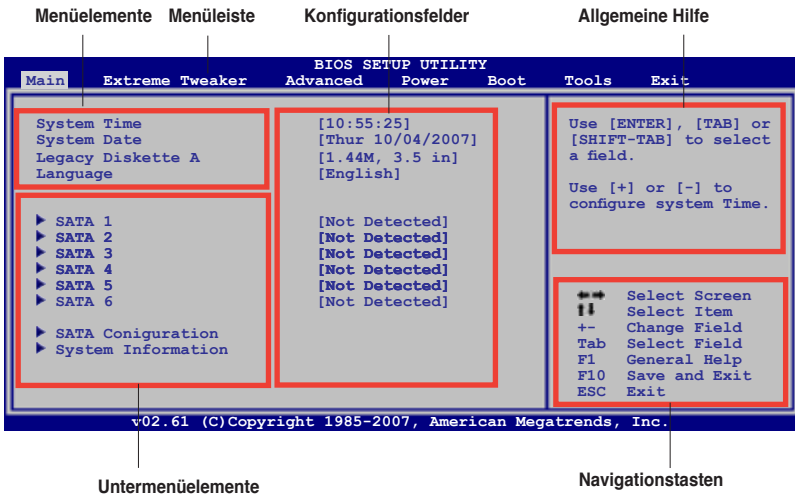 Menüelemente Menüleiste Konfigurationsfelder Allgemeine Hilfe
BIOS SETUP UTILITY
Main Extreme Tweaker Advanced Power Boot Tools Exit
System Time [10:55:25]
System Date [Thur 10/04/2007]
Legacy Diskette A [1.44M, 3.5 in]
Language [English]
SATA 1 [Not Detected]
SATA 2 [Not Detected]
SATA 3 [Not Detected]
SATA 4 [Not Detected]
SATA 5 [Not Detected]
SATA 6 [Not Detected]
SATA Coniguration
System Information
Use [ENTER], [TAB] or
[SHIFT-TAB] to select
a field.
Use [+] or [-] to
configure system Time.
Select Screen
Select Item
+- Change Field
Tab Select Field
F1 General Help
F10 Save and Exit
ESC Exit
v02.61 (C)Copyright 1985-2007, American Megatrends, Inc.
Untermenüelemente Navigationstasten